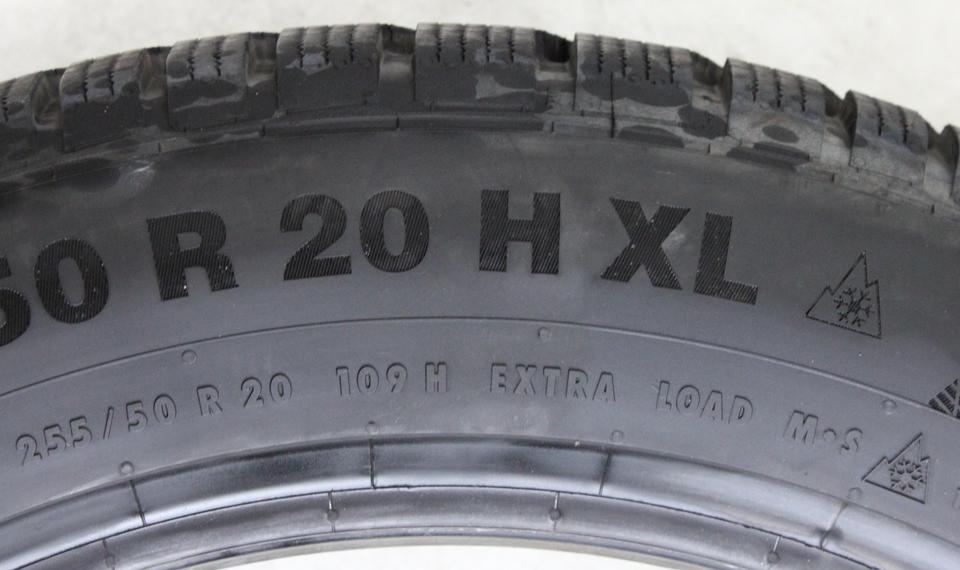 50 R 20 H XL
255/50 R 20 109 H EXTRA LOAD M•S